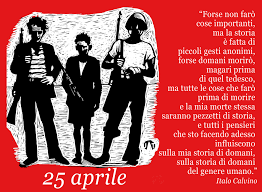 "Forse non farò
cose importanti,
ma la storia
è fatta di
piccoli gesti anonimi,
forse domani morirò,
magari prima
di quel tedesco,
ma tutte le cose che farò
prima di morire
e la mia morte stessa
saranno pezzetti di storia,
e tutti i pensieri
che sto facendo adesso
influiscono
sulla mia storia di domani,
sulla storia di domani
del genere umano."
Italo Calvino
25 aprile